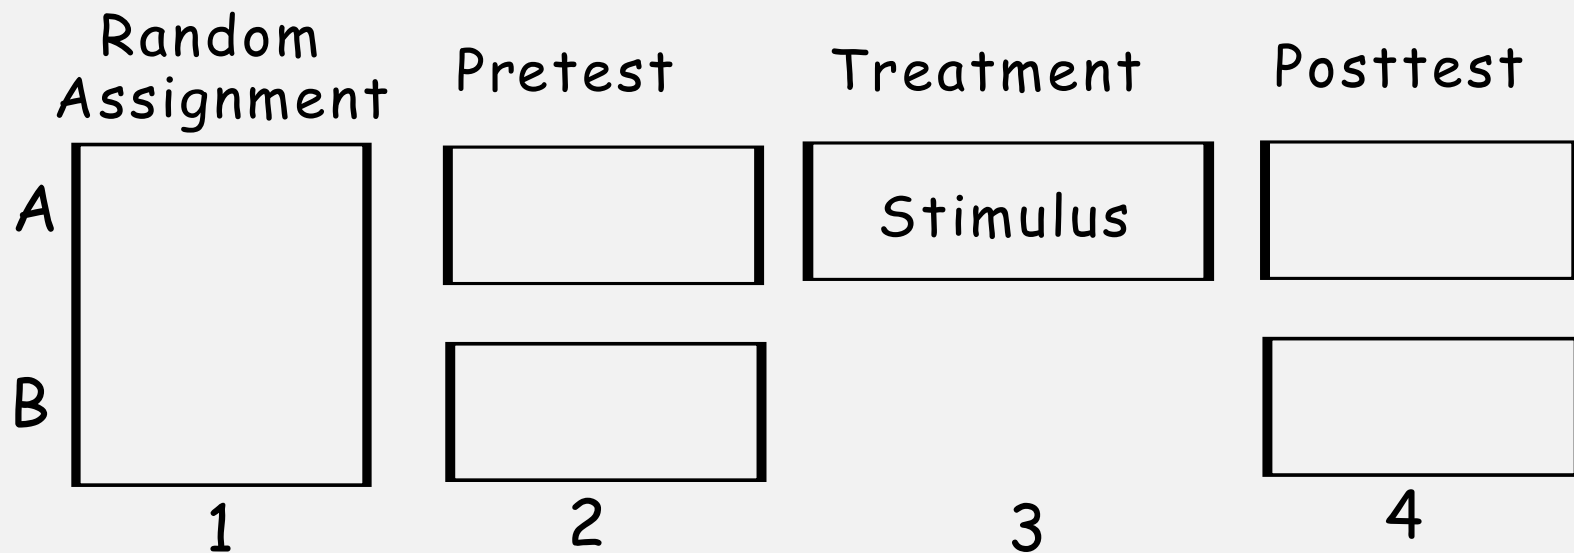 Random
Assignment
Pretest
Treatment
Posttest
A
Stimulus
B
1
2
3
4